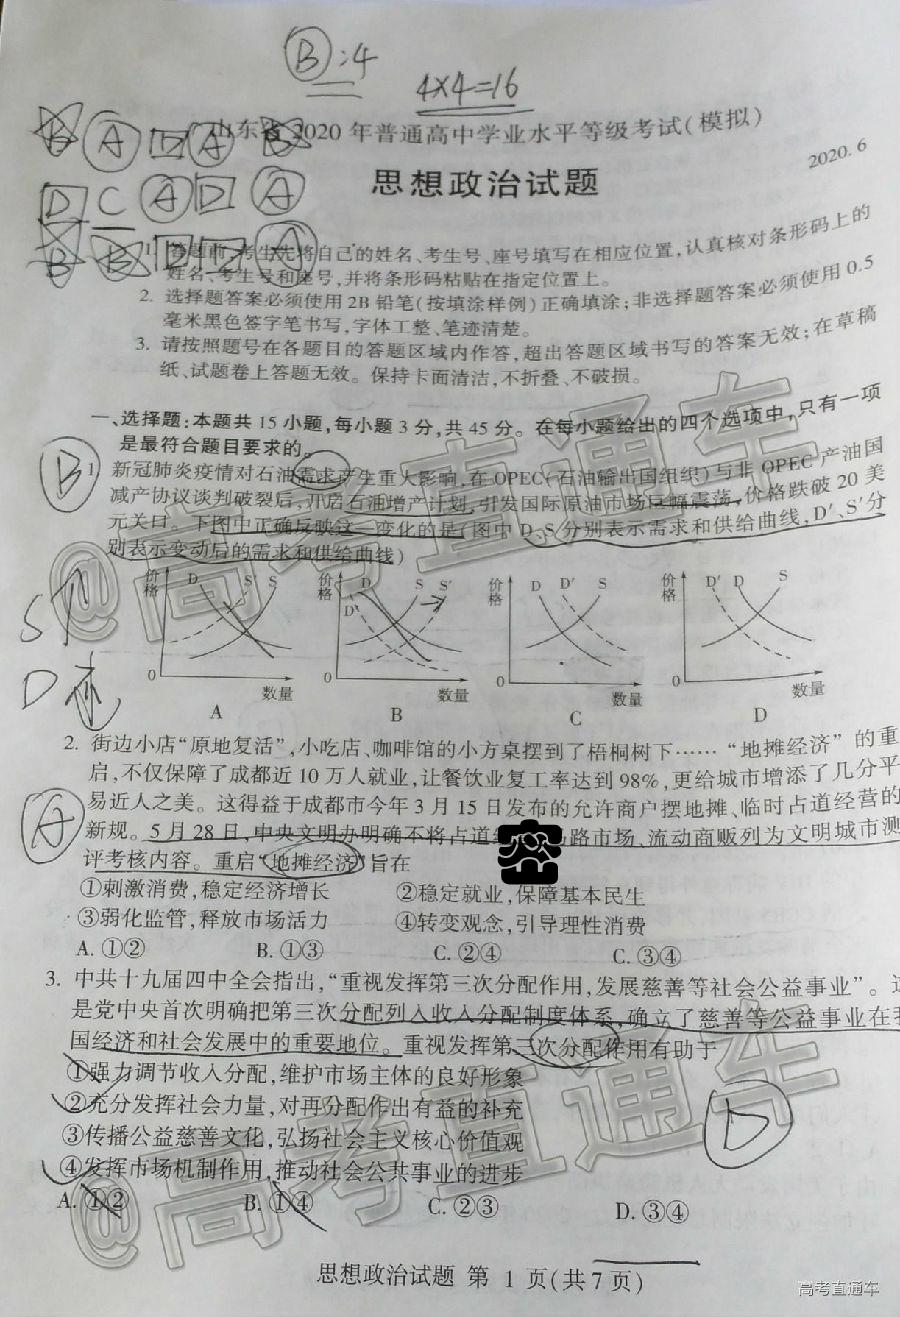 B :4
4×4=16
B A D A B
D C A D A
B B D D A
山东省2020年普通高中学业水平等级考试(模拟)
2020.6
思想政治试题
1. 答题前,考生先将自己的姓名、考生号、座号填写在相应位置,认真核对条形码上的
姓名、考生号和座号,并将条形码粘贴在指定位置上。
2. 选择题答案必须使用2B铅笔(按填涂样例)正确填涂;非选择题答案必须使用0.5
毫米黑色签字笔书写,字体工整、笔迹清楚。
3. 请按照题号在各题目的答题区域内作答,超出答题区域书写的答案无效;在草稿
纸、试题卷上答题无效。保持卡面清洁,不折叠、不破损。
一、选择题:本题共15小题,每小题3分,共45分。在每小题给出的四个选项中,只有一项
是最符合题目要求的。
B
1 新冠肺炎疫情对石油需求产生重大影响,在OPEC(石油输出国组织)与非OPEC产油国
减产协议谈判破裂后,开启石油增产计划,引发国际原油市场巨幅震荡,价格跌破20美
元关口。下图中正确反映这一变化的是(图中D、S分别表示需求和供给曲线,D′、S′分
别表示变动后的需求和供给曲线)
价格 D S′ S 0 数量 A
价格 D D′ S S′ 0 数量 B
价格 D D′ S 0 数量 C
价格 D′ D S 0 数量 D
S
D
2. 街边小店“原地复活”,小吃店、咖啡馆的小方桌摆到了梧桐树下……“地摊经济”的重
启,不仅保障了成都近10万人就业,让餐饮业复工率达到98%,更给城市增添了几分平
易近人之美。这得益于成都市今年3月15日发布的允许商户摆地摊、临时占道经营的
A
新规。5月28日,中央文明办明确不将占道 路市场、流动商贩列为文明城市测
评考核内容。重启“地摊经济”旨在
①刺激消费,稳定经济增长 ②稳定就业,保障基本民生
③弱化监管,释放市场活力 ④转变观念,引导理性消费
A. ①② B. ①③ C. ②④ C. ③④
3. 中共十九届四中全会指出,“重视发挥第三次分配作用,发展慈善等社会公益事业”。这
是党中央首次明确把第三次分配列入收入分配制度体系,确立了慈善等公益事业在我
国经济和社会发展中的重要地位。重视发挥第三次分配作用有助于
①强力调节收入分配,维护市场主体的良好形象
②充分发挥社会力量,对再分配作出有益的补充
③传播公益慈善文化,弘扬社会主义核心价值观
D
④发挥市场机制作用,推动社会公共事业的进步
A. ①② B. ①④ C. ②③ D. ③④
思想政治试题 第 1 页(共7页)
@高考直通车
@高考直通车
高考直通车